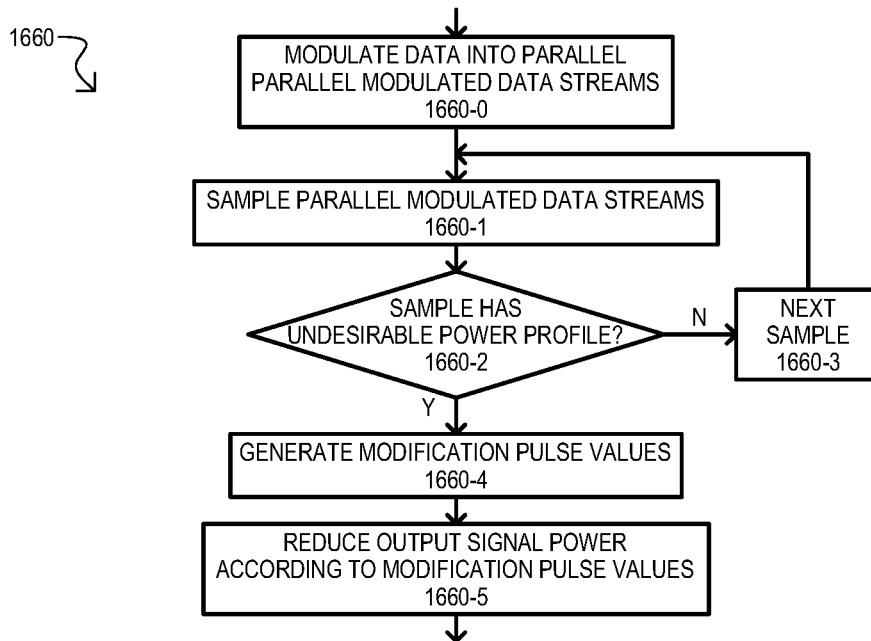 1660
MODULATE DATA INTO PARALLEL
PARALLEL MODULATED DATA STREAMS
1660-0
SAMPLE PARALLEL MODULATED DATA STREAMS
1660-1
SAMPLE HAS
UNDESIRABLE POWER PROFILE?
1660-2
N
NEXT
SAMPLE
1660-3
Y
GENERATE MODIFICATION PULSE VALUES
1660-4
REDUCE OUTPUT SIGNAL POWER
ACCORDING TO MODIFICATION PULSE VALUES
1660-5